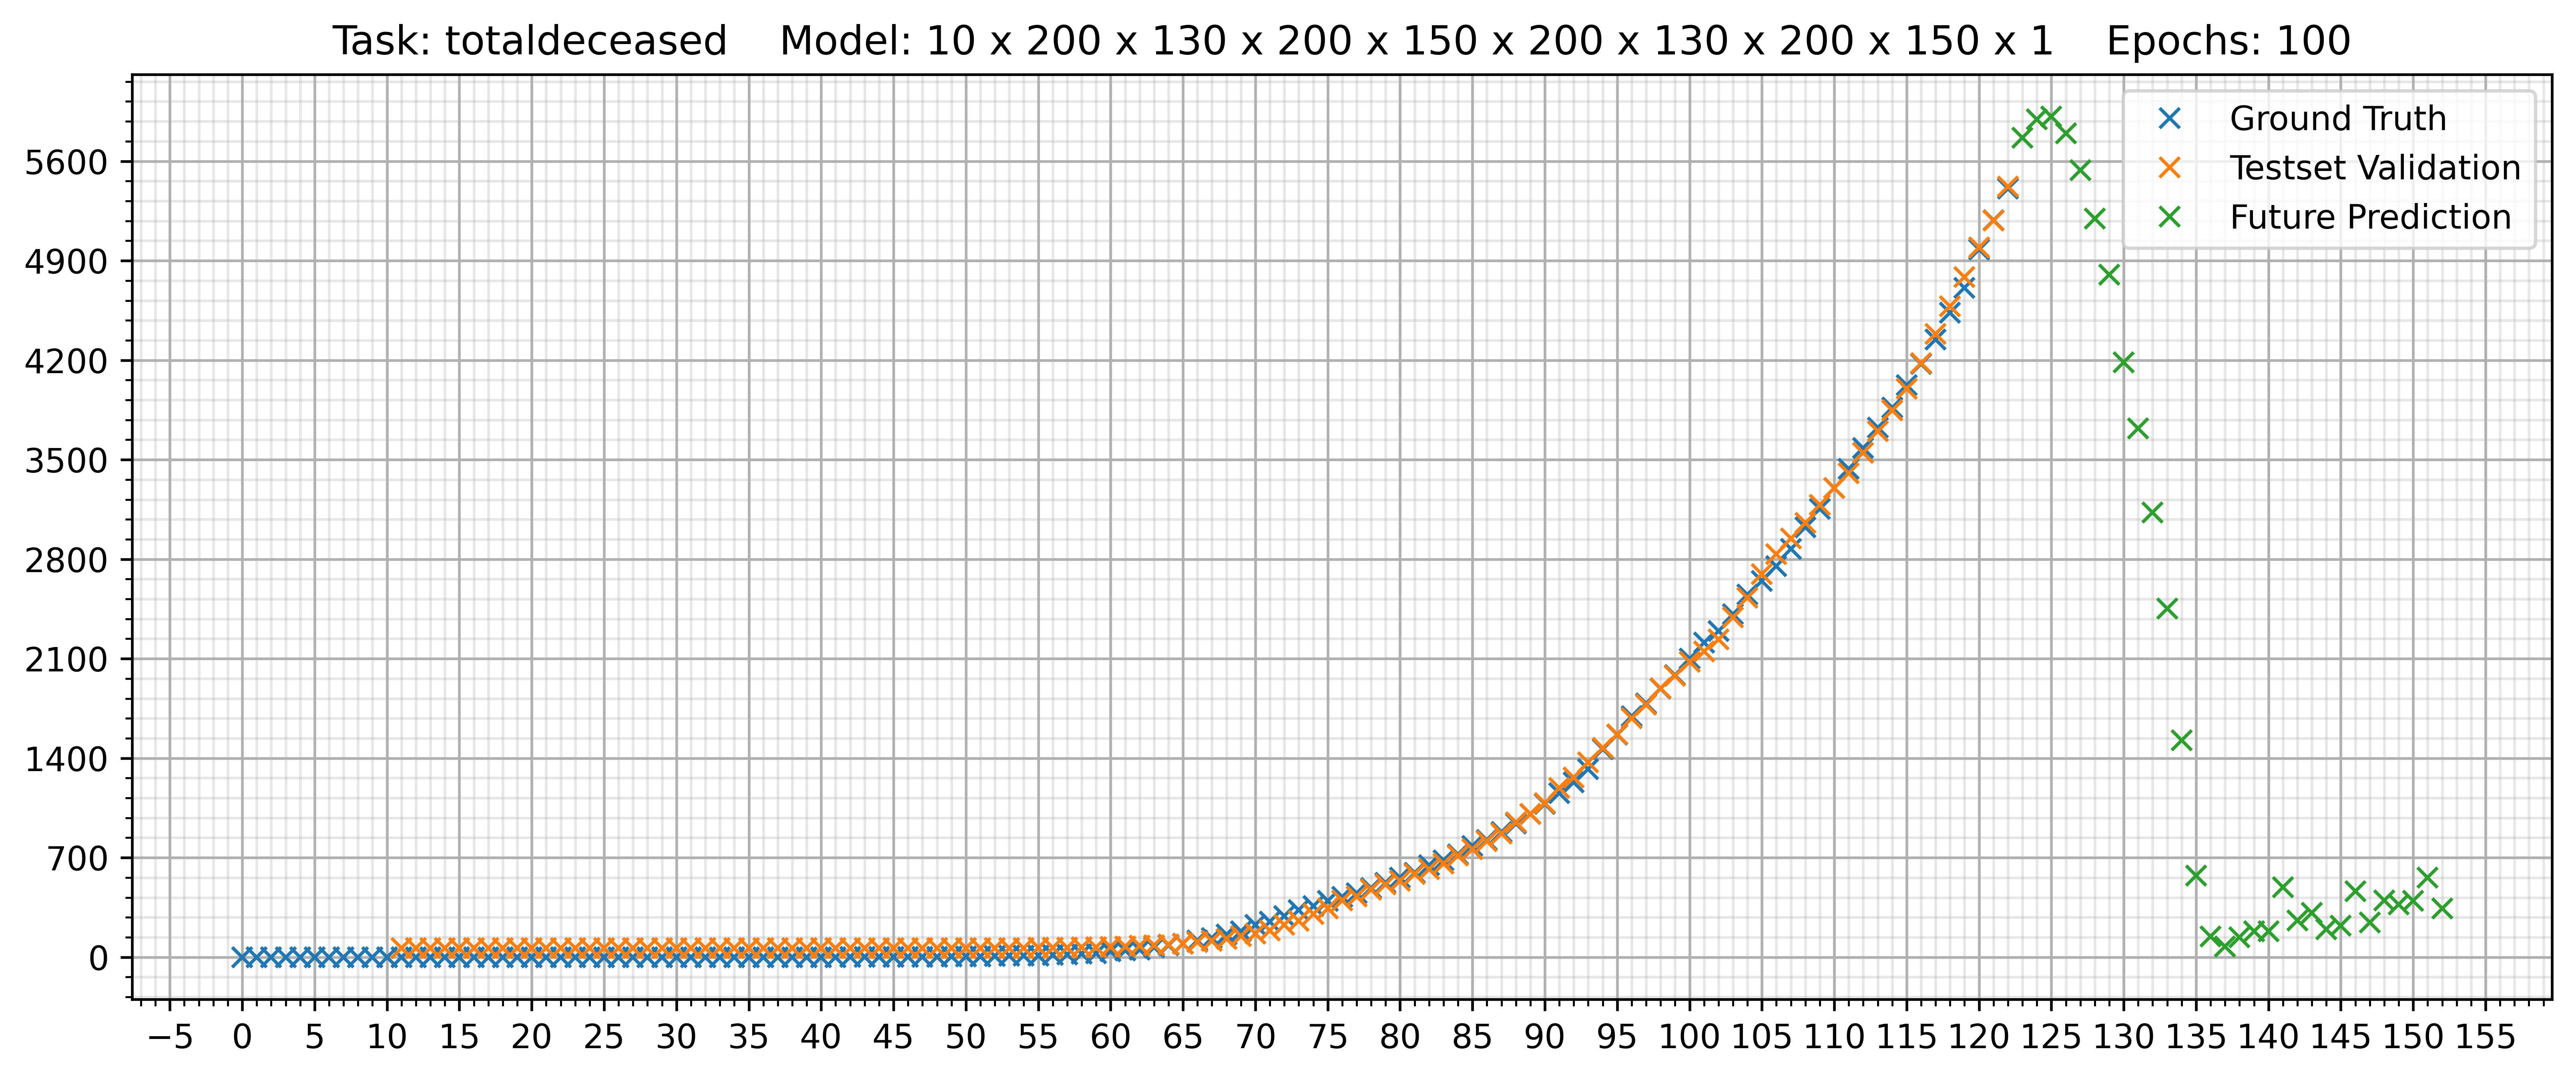 Task: totaldeceased    Model: 10 x 200 x 130 x 200 x 150 x 200 x 130 x 200 x 150 x 1    Epochs: 100
Ground Truth
Testset Validation
Future Prediction
5600
4900
4200
3500
2800
2100
1400
700
0
−5 0 5 10 15 20 25 30 35 40 45 50 55 60 65 70 75 80 85 90 95 100 105 110 115 120 125 130 135 140 145 150 155